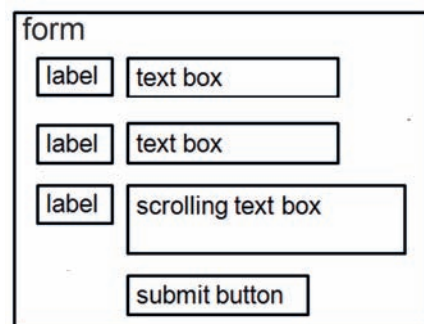 form
label text box
label text box
label scrolling text box
submit button